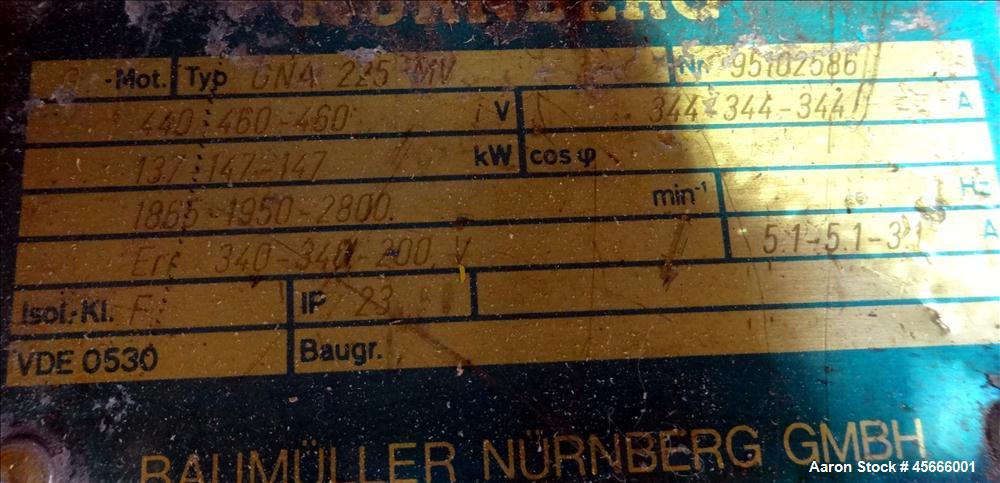 NÜRNBERG
G -Mot. Typ GNA 225 MV Nr. 95102586
440-460-460 V 344-344-344 A
137-147-147 kW cos φ
1865-1950-2800 min-1 Hz
Err 340-340-200 V 5.1-5.1-3.1 A
Isol.-Kl. F IP 23
VDE 0530 Baugr.
BAUMÜLLER NÜRNBERG GMBH
Aaron Stock # 45666001